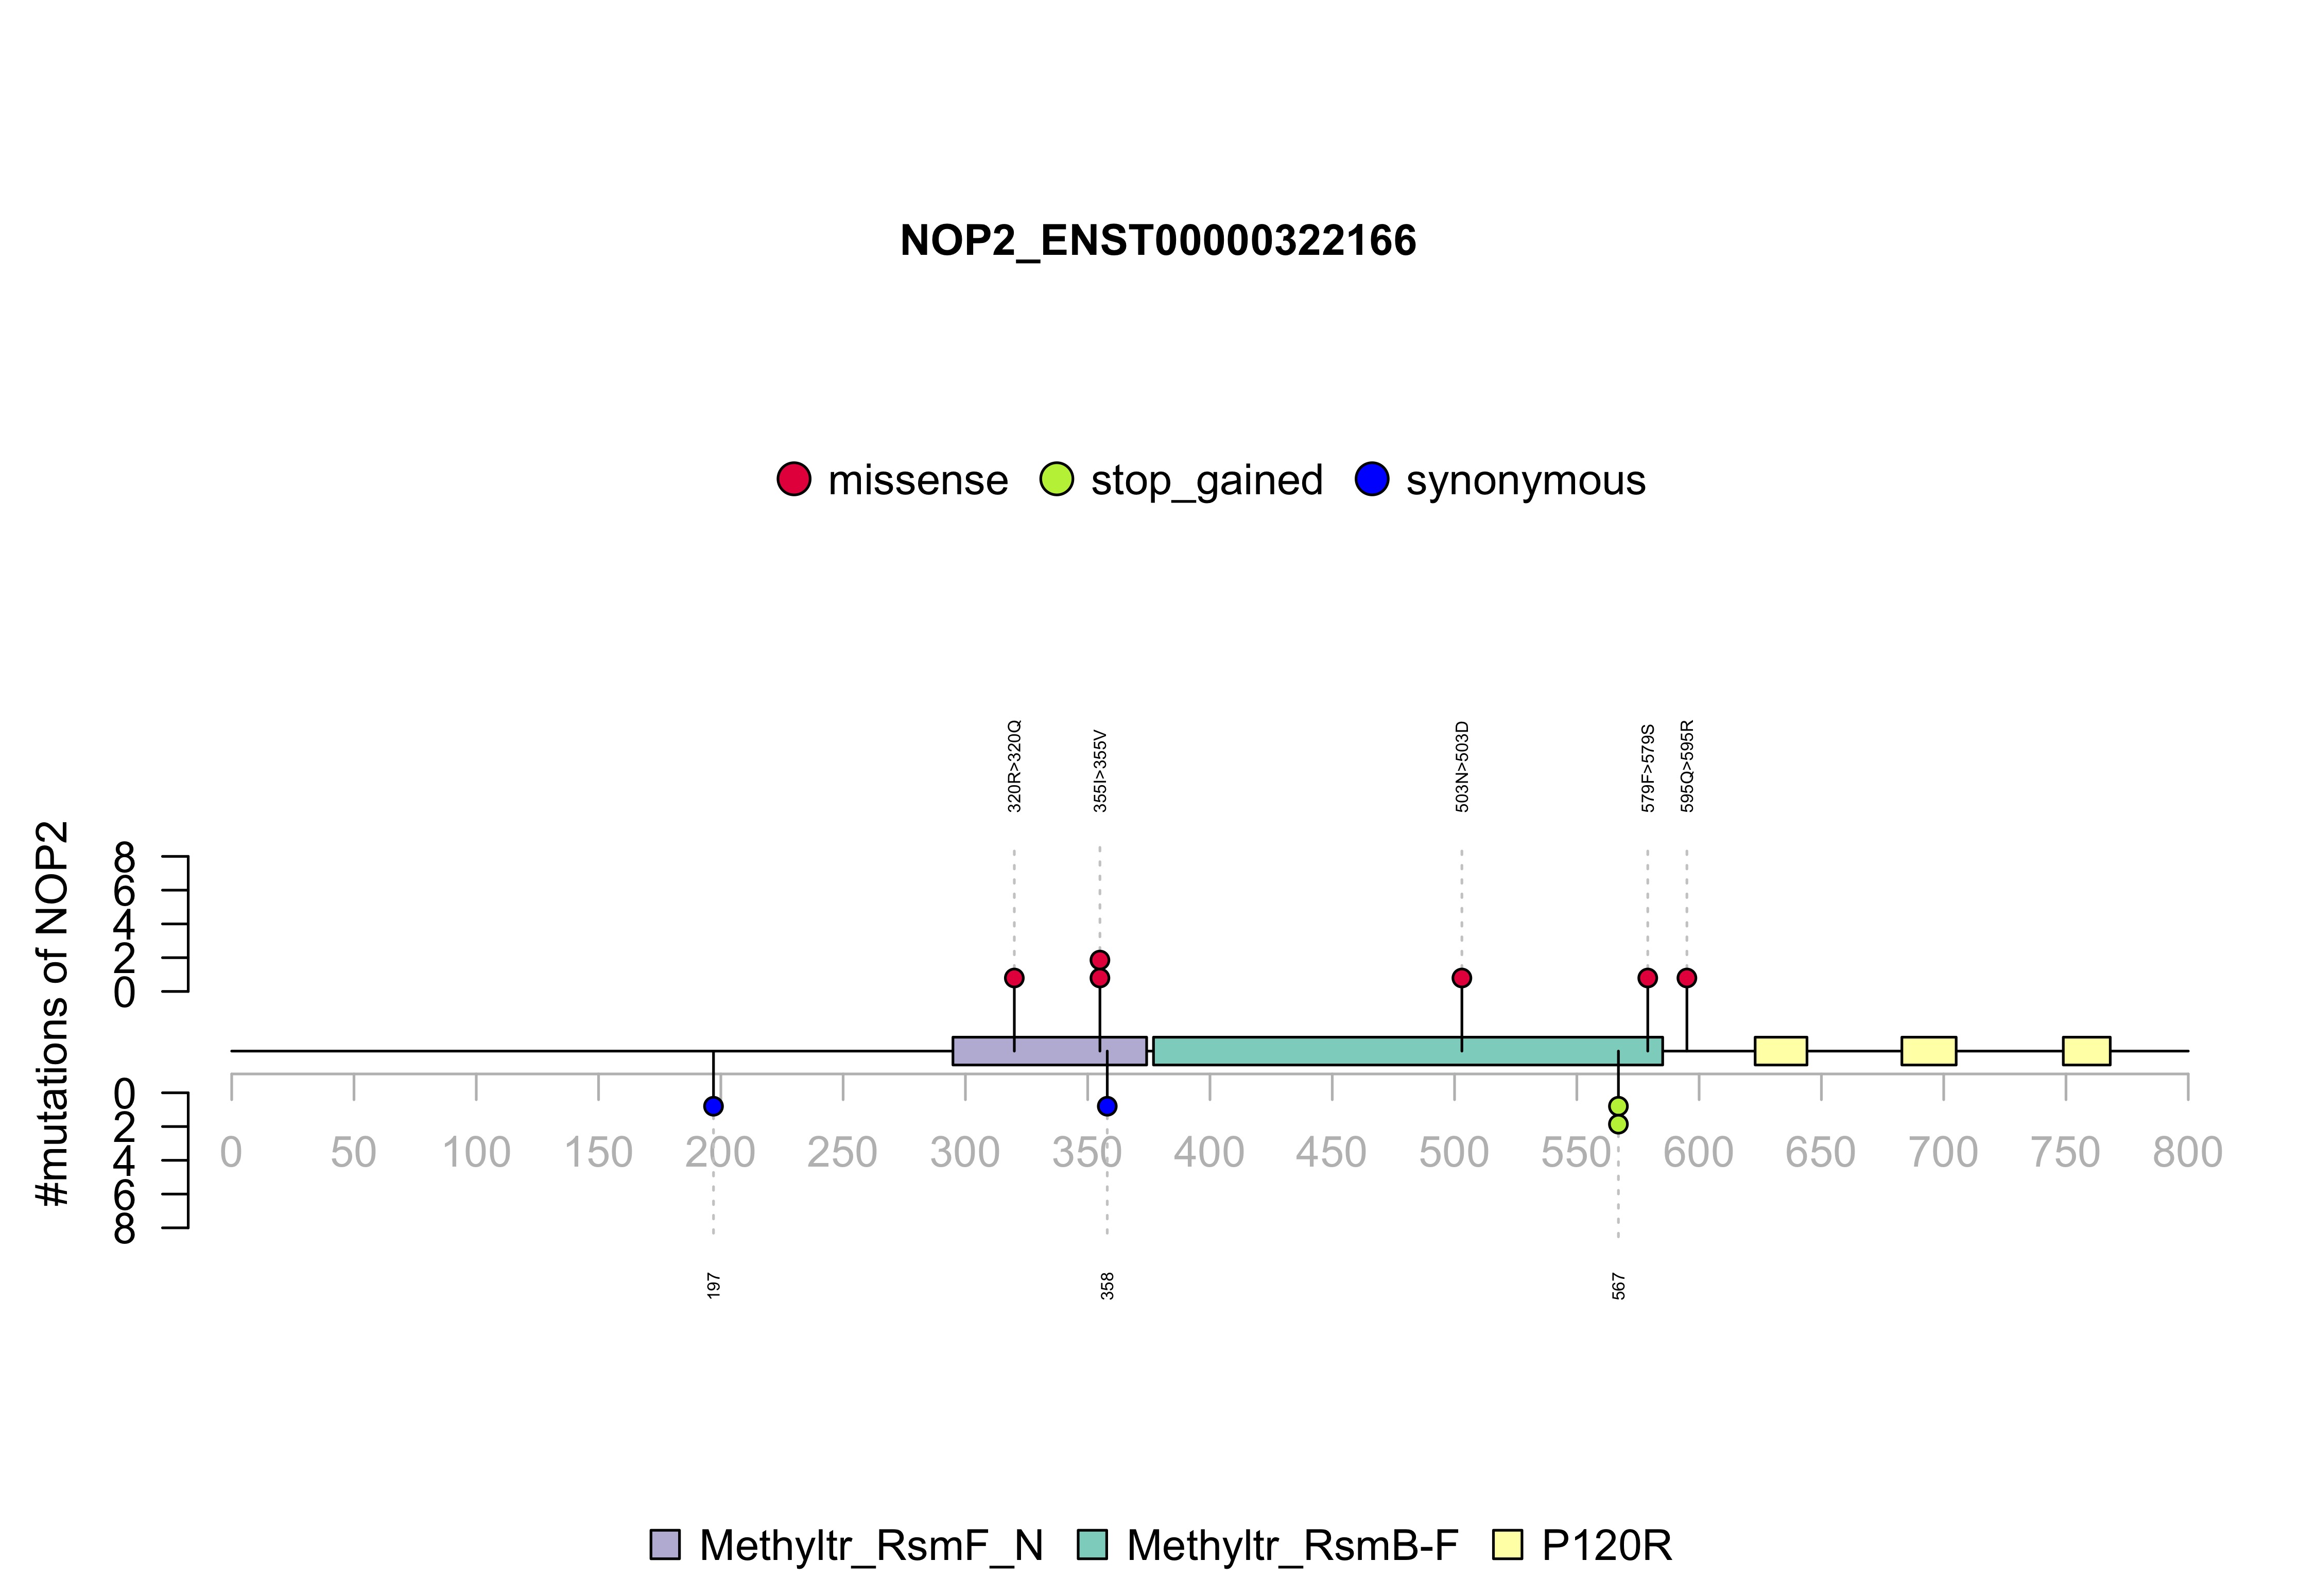 NOP2_ENST00000322166
missense stop_gained synonymous
320R>320Q 355I>355V 503N>503D 579F>579S 595Q>595R
#mutations of NOP2
8
6
4
2
0
0
2
4
6
8
0 50 100 150 200 250 300 350 400 450 500 550 600 650 700 750 800
197 358 567
Methyltr_RsmF_N Methyltr_RsmB-F P120R